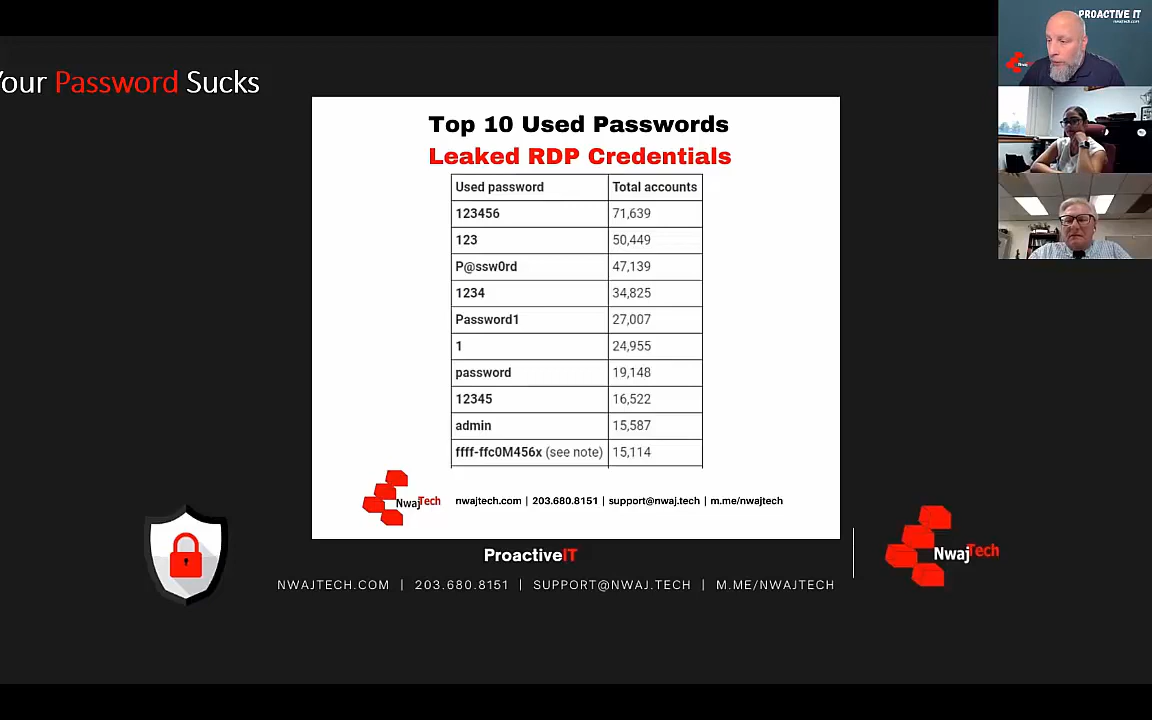 PROACTIVE IT
nwajtech.com
our Password Sucks
Top 10 Used Passwords
Leaked RDP Credentials
Used password Total accounts
123456 71,639
123 50,449
P@ssw0rd 47,139
1234 34,825
Password1 27,007
1 24,955
password 19,148
12345 16,522
admin 15,587
ffff-ffc0M456x (see note) 15,114
NwajTech
nwajtech.com | 203.680.8151 | support@nwaj.tech | m.me/nwajtech
ProactiveIT
NWAJTECH.COM | 203.680.8151 | SUPPORT@NWAJ.TECH | M.ME/NWAJTECH
NwajTech